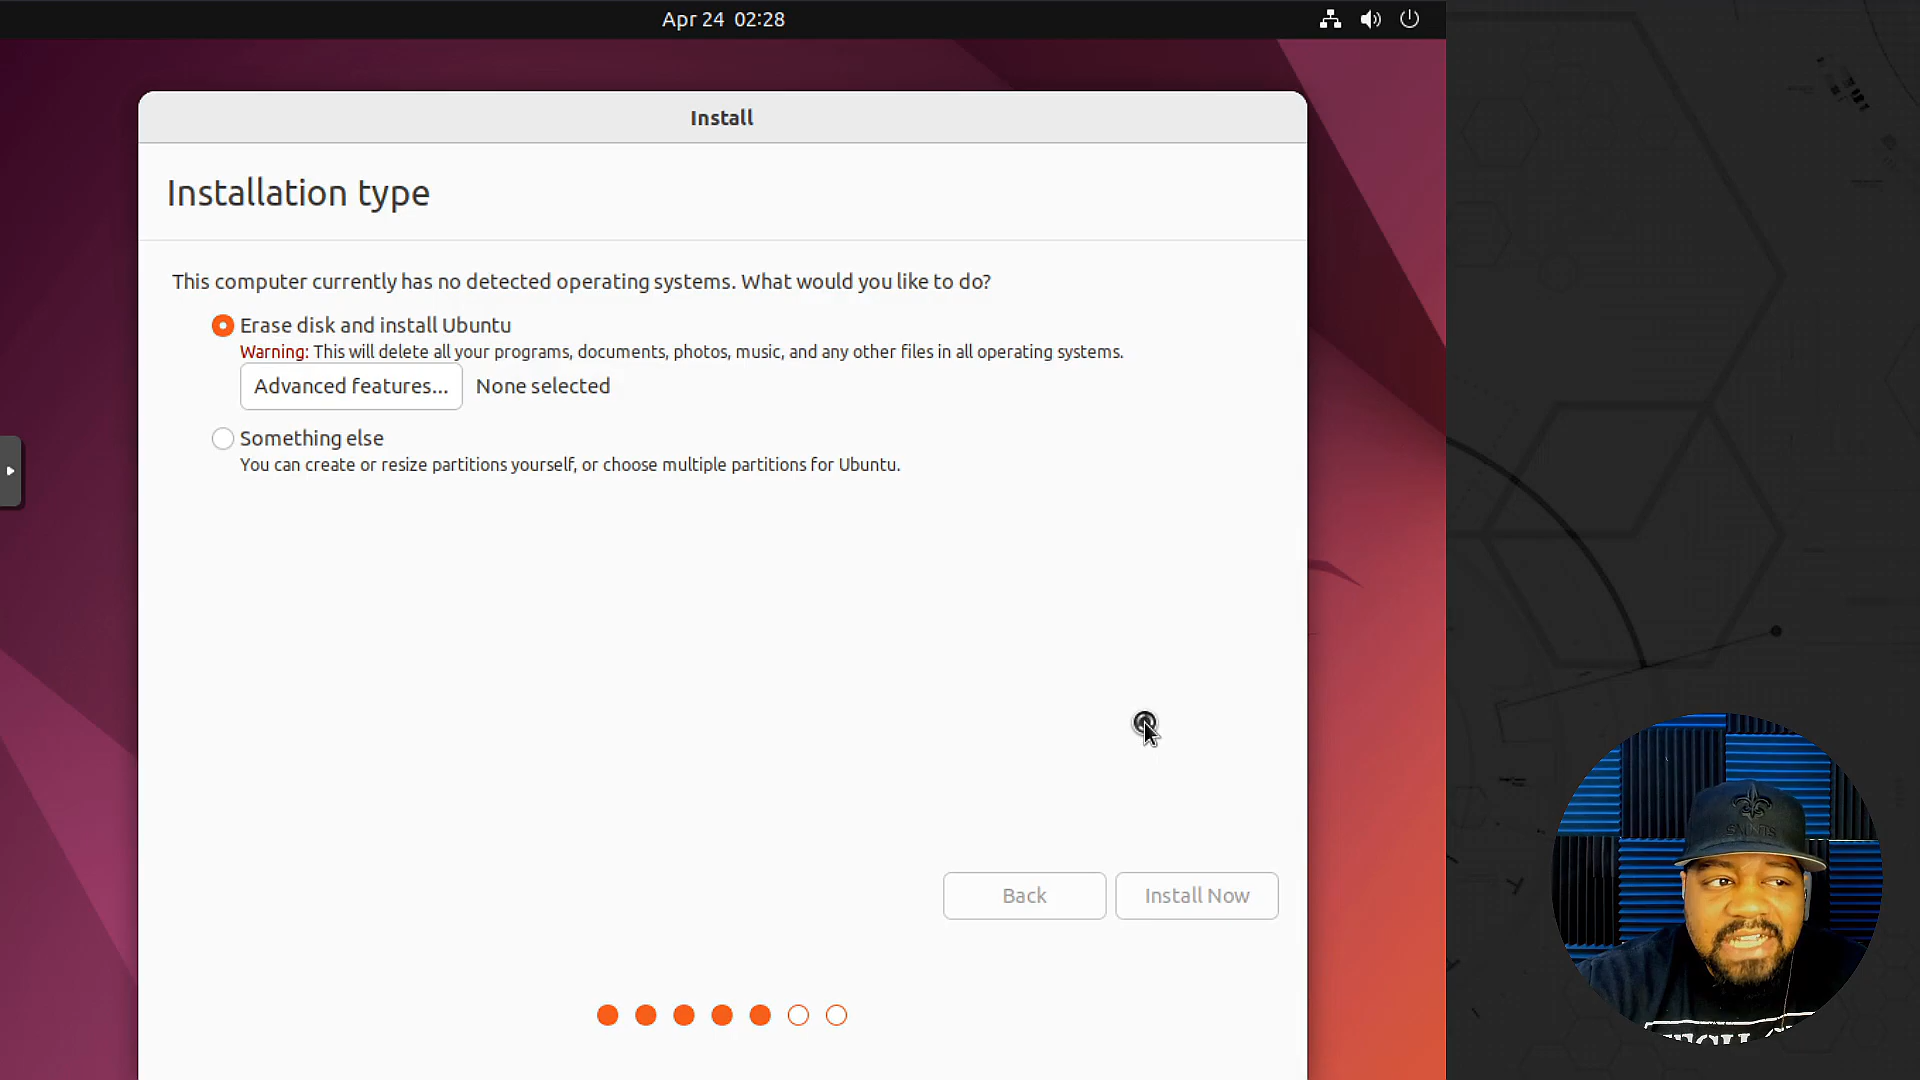 Apr 24 02:28
Install
Installation type
This computer currently has no detected operating systems. What would you like to do?
Erase disk and install Ubuntu
Warning: This will delete all your programs, documents, photos, music, and any other files in all operating systems.
Advanced features... None selected
Something else
You can create or resize partitions yourself, or choose multiple partitions for Ubuntu.
Back Install Now
SAINTS